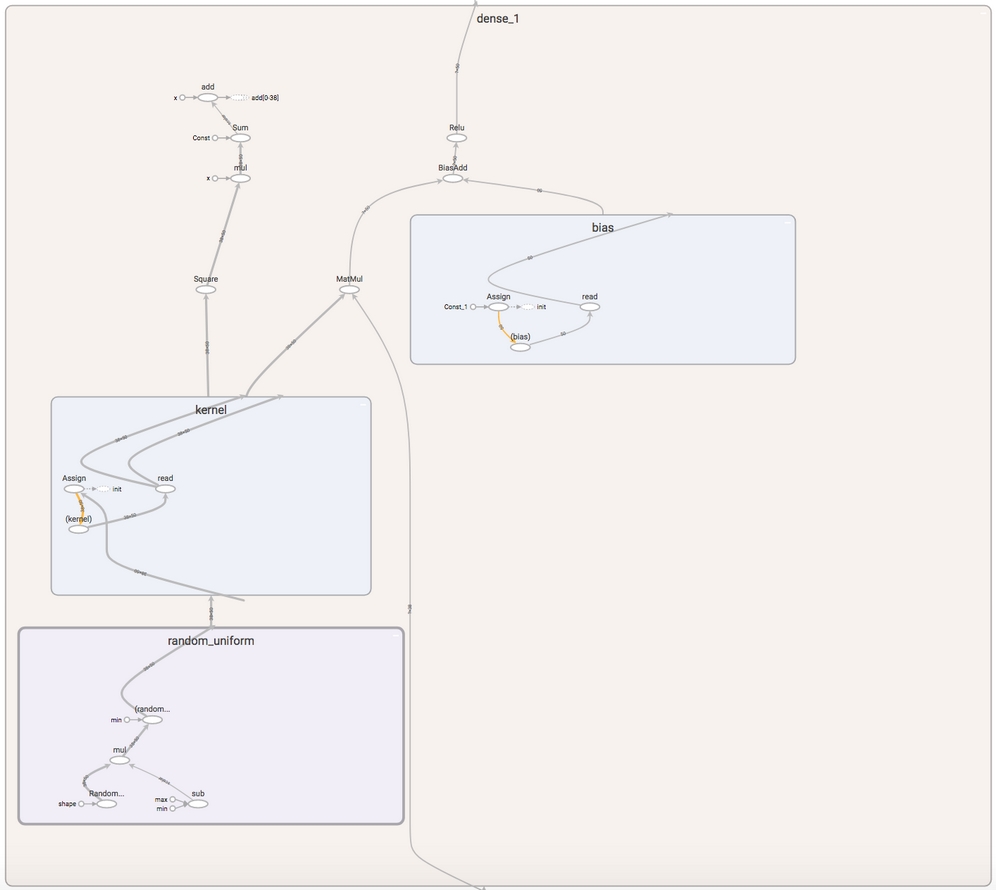 dense_1
add
x
add[0-38]
Sum
Const
mul
x
Relu
BiasAdd
Square
MatMul
bias
Assign
read
Const_1
init
(bias)
kernel
Assign
read
init
(kernel)
random_uniform
(random...
min
mul
Random...
sub
shape
max
min